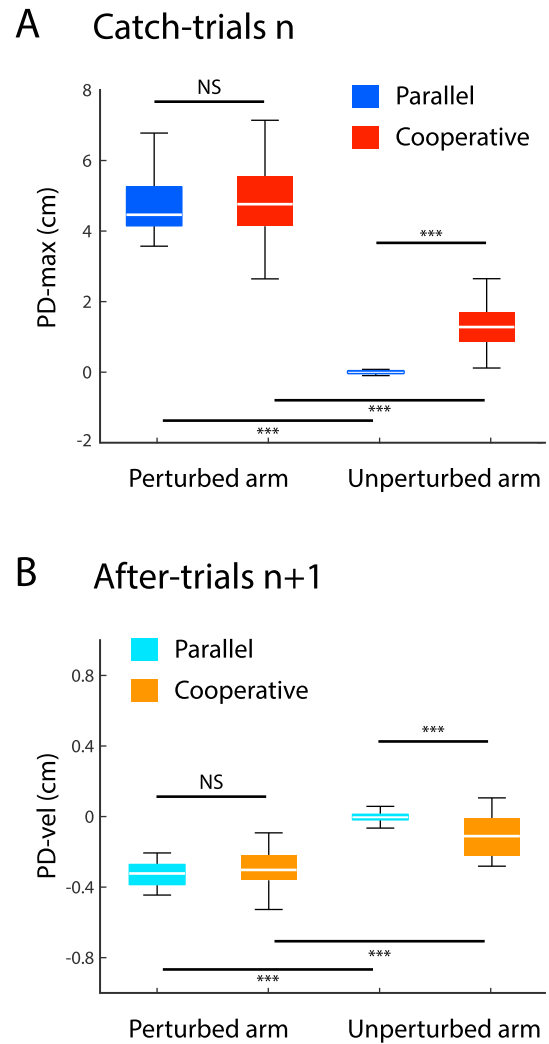 A Catch-trials n
8
NS
Parallel
Cooperative
6
4
***
2
0
***
***
-2
PD-max (cm)
Perturbed arm Unperturbed arm
B After-trials n+1
Parallel
0.8
Cooperative
0.4
***
NS
0
-0.4
***
-0.8
***
PD-vel (cm)
Perturbed arm Unperturbed arm